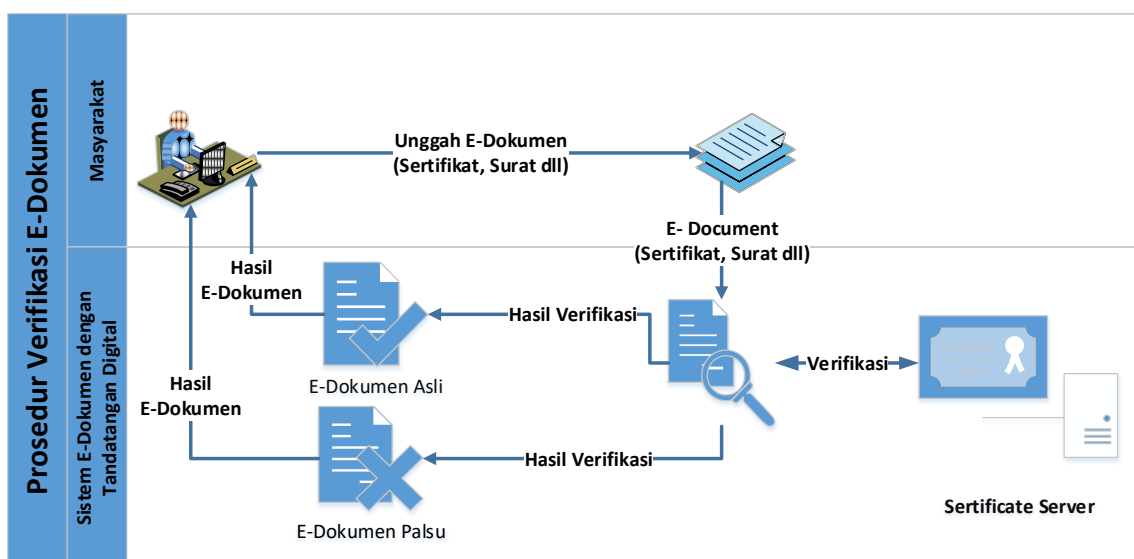 Prosedur Verifikasi E-Dokumen
Masyarakat
Unggah E-Dokumen
(Sertifikat, Surat dll)
E- Document
(Sertifikat, Surat dll)
Sistem E-Dokumen dengan
Tandatangan Digital
Hasil
E-Dokumen
Hasil Verifikasi
E-Dokumen Asli
Verifikasi
Hasil
E-Dokumen
Hasil Verifikasi
E-Dokumen Palsu
Sertificate Server